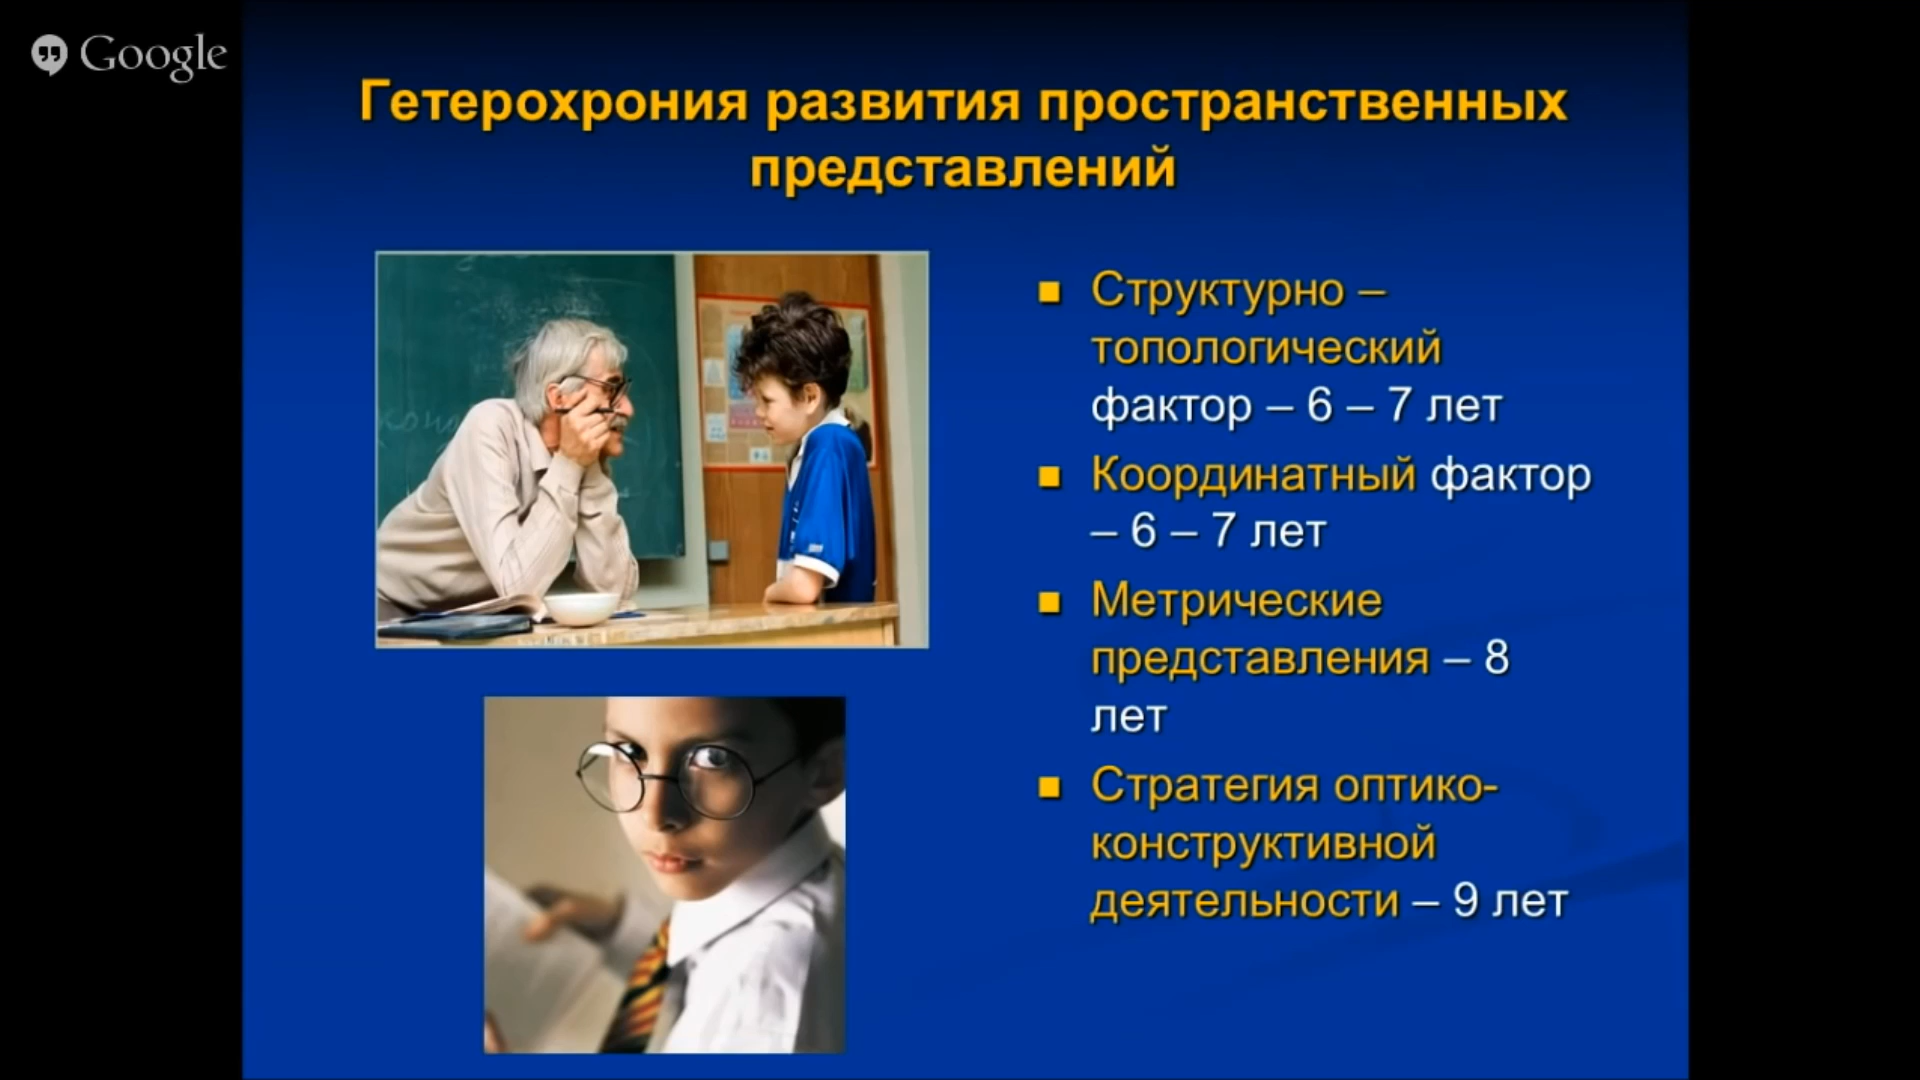 Google
Гетерохрония развития пространственных
представлений
Структурно –
топологический
фактор – 6 – 7 лет
Координатный фактор
– 6 – 7 лет
Метрические
представления – 8
лет
Стратегия оптико-
конструктивной
деятельности – 9 лет